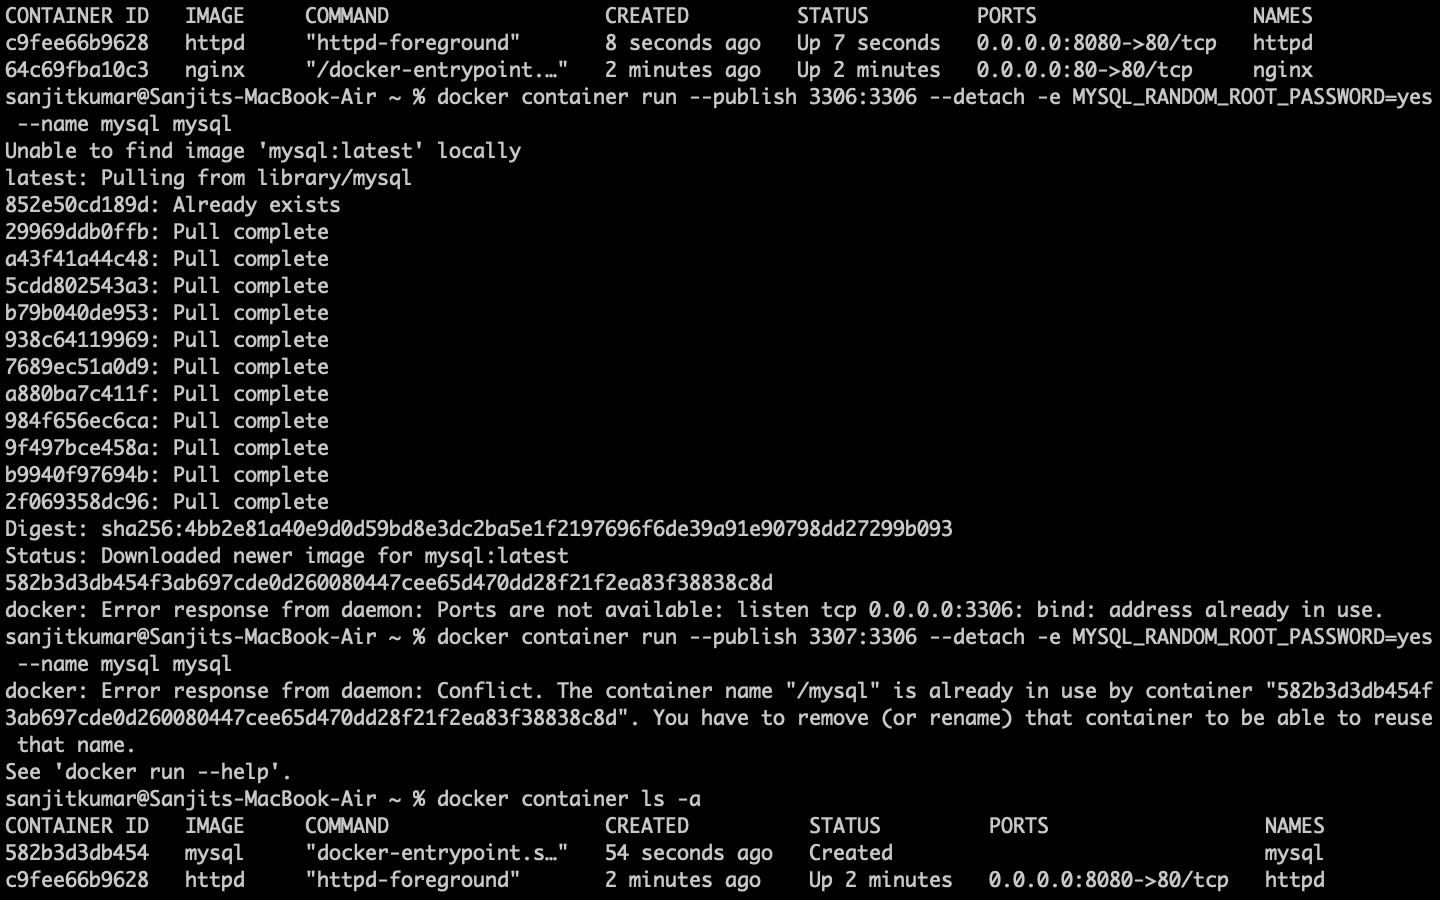 CONTAINER ID   IMAGE     COMMAND                  CREATED         STATUS         PORTS                  NAMES
c9fee66b9628   httpd     "httpd-foreground"       8 seconds ago   Up 7 seconds   0.0.0.0:8080->80/tcp   httpd
64c69fba10c3   nginx     "/docker-entrypoint.…"   2 minutes ago   Up 2 minutes   0.0.0.0:80->80/tcp     nginx
sanjitkumar@Sanjits-MacBook-Air ~ % docker container run --publish 3306:3306 --detach -e MYSQL_RANDOM_ROOT_PASSWORD=yes
 --name mysql mysql
Unable to find image 'mysql:latest' locally
latest: Pulling from library/mysql
852e50cd189d: Already exists
29969ddb0ffb: Pull complete
a43f41a44c48: Pull complete
5cdd802543a3: Pull complete
b79b040de953: Pull complete
938c64119969: Pull complete
7689ec51a0d9: Pull complete
a880ba7c411f: Pull complete
984f656ec6ca: Pull complete
9f497bce458a: Pull complete
b9940f97694b: Pull complete
2f069358dc96: Pull complete
Digest: sha256:4bb2e81a40e9d0d59bd8e3dc2ba5e1f2197696f6de39a91e90798dd27299b093
Status: Downloaded newer image for mysql:latest
582b3d3db454f3ab697cde0d260080447cee65d470dd28f21f2ea83f38838c8d
docker: Error response from daemon: Ports are not available: listen tcp 0.0.0.0:3306: bind: address already in use.
sanjitkumar@Sanjits-MacBook-Air ~ % docker container run --publish 3307:3306 --detach -e MYSQL_RANDOM_ROOT_PASSWORD=yes
 --name mysql mysql
docker: Error response from daemon: Conflict. The container name "/mysql" is already in use by container "582b3d3db454f
3ab697cde0d260080447cee65d470dd28f21f2ea83f38838c8d". You have to remove (or rename) that container to be able to reuse
 that name.
See 'docker run --help'.
sanjitkumar@Sanjits-MacBook-Air ~ % docker container ls -a
CONTAINER ID   IMAGE     COMMAND                  CREATED          STATUS         PORTS                  NAMES
582b3d3db454   mysql     "docker-entrypoint.s…"   54 seconds ago   Created                               mysql
c9fee66b9628   httpd     "httpd-foreground"       2 minutes ago    Up 2 minutes   0.0.0.0:8080->80/tcp   httpd